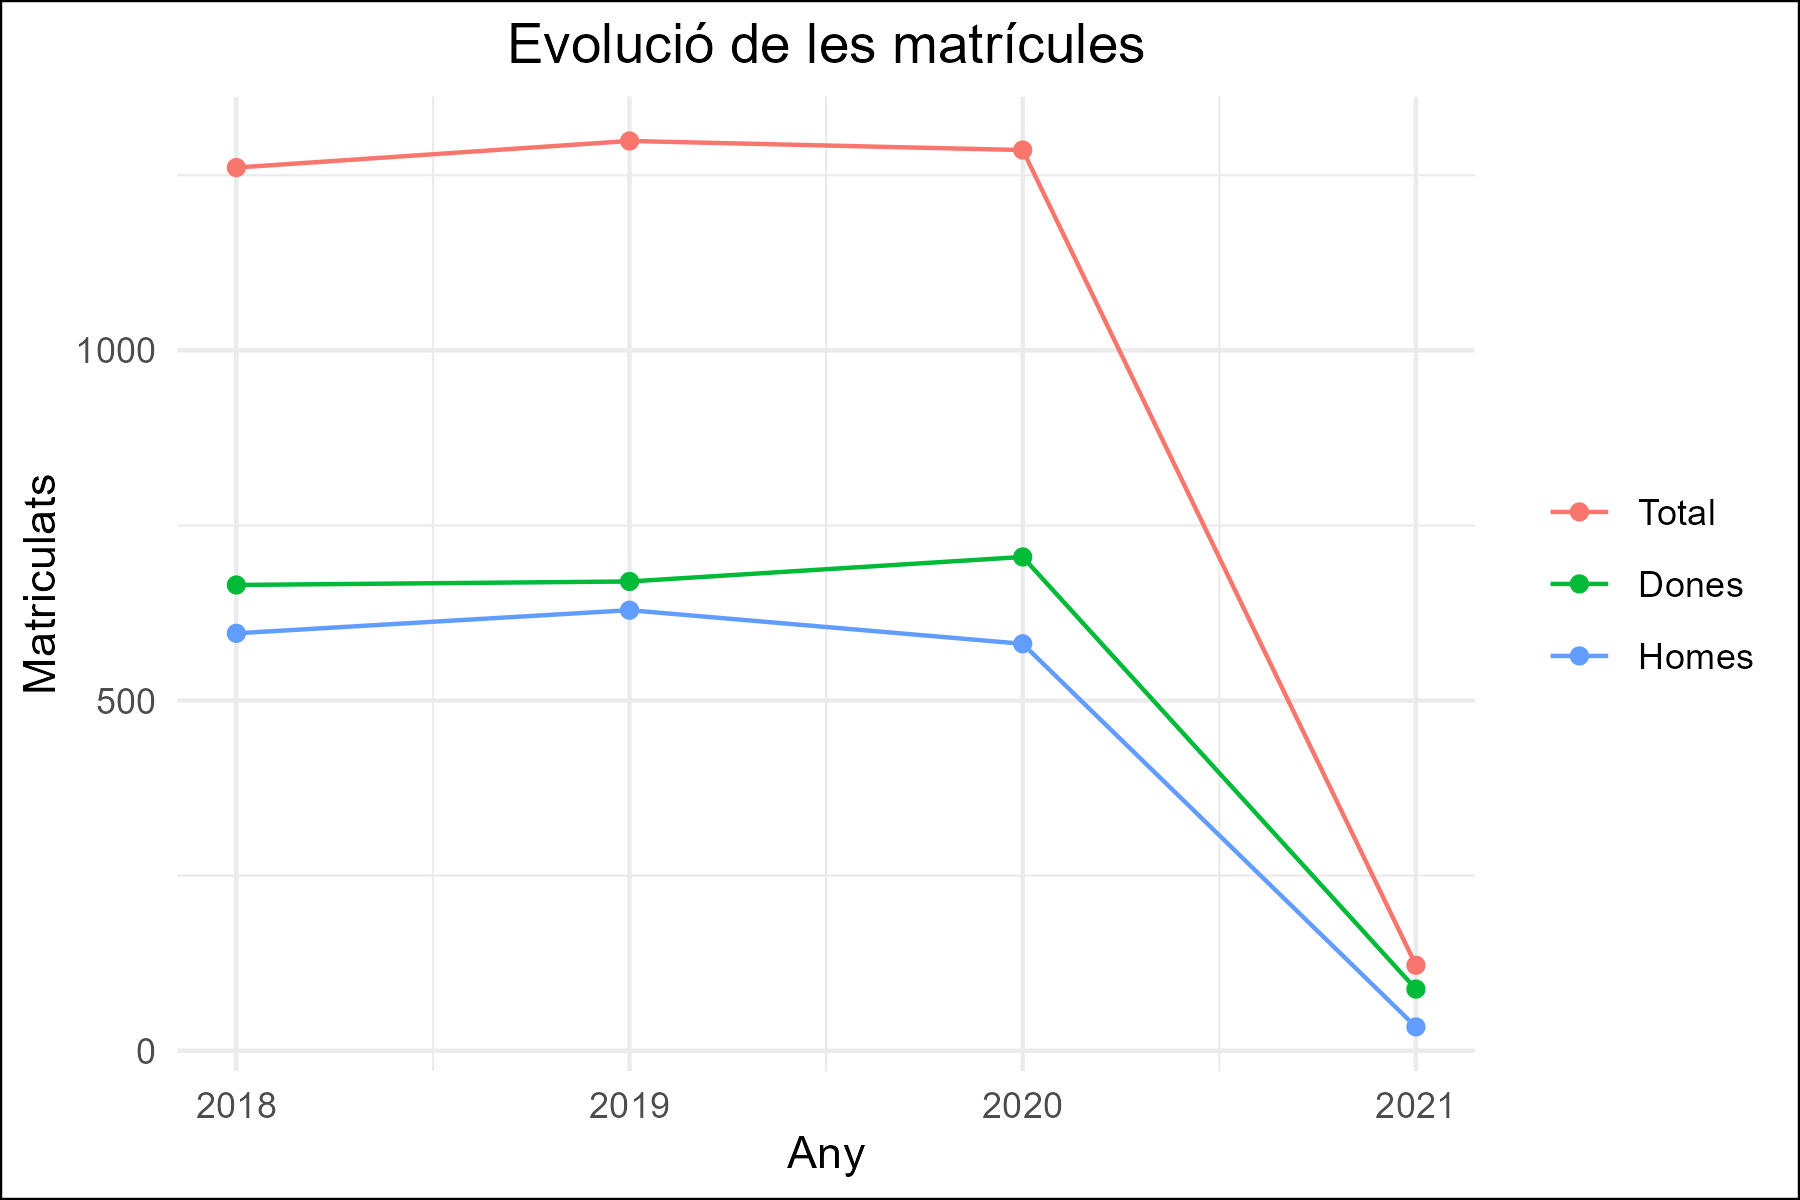 Evolució de les matrícules
Matriculats
1000
500
0
2018
2019
2020
2021
Any
Total
Dones
Homes